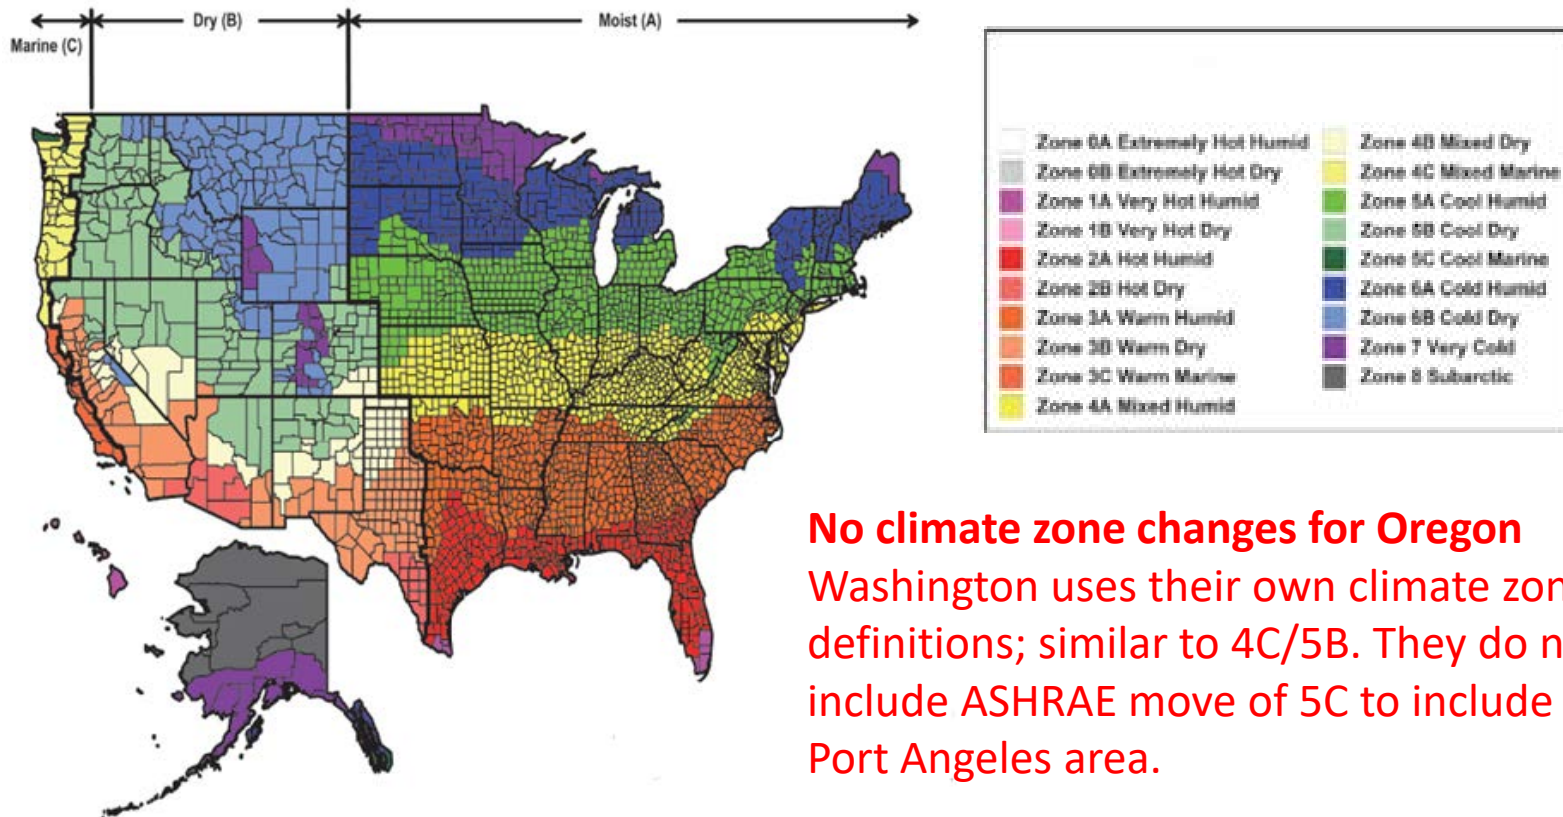 Dry (B)
Moist (A)
Marine (C)
Zone 0A Extremely Hot Humid
Zone 0B Extremely Hot Dry
Zone 1A Very Hot Humid
Zone 1B Very Hot Dry
Zone 2A Hot Humid
Zone 2B Hot Dry
Zone 3A Warm Humid
Zone 3B Warm Dry
Zone 3C Warm Marine
Zone 4A Mixed Humid
Zone 4B Mixed Dry
Zone 4C Mixed Marine
Zone 5A Cool Humid
Zone 5B Cool Dry
Zone 5C Cool Marine
Zone 6A Cold Humid
Zone 6B Cold Dry
Zone 7 Very Cold
Zone 8 Subarctic
No climate zone changes for Oregon
Washington uses their own climate zon
definitions; similar to 4C/5B. They do n
include ASHRAE move of 5C to include
Port Angeles area.